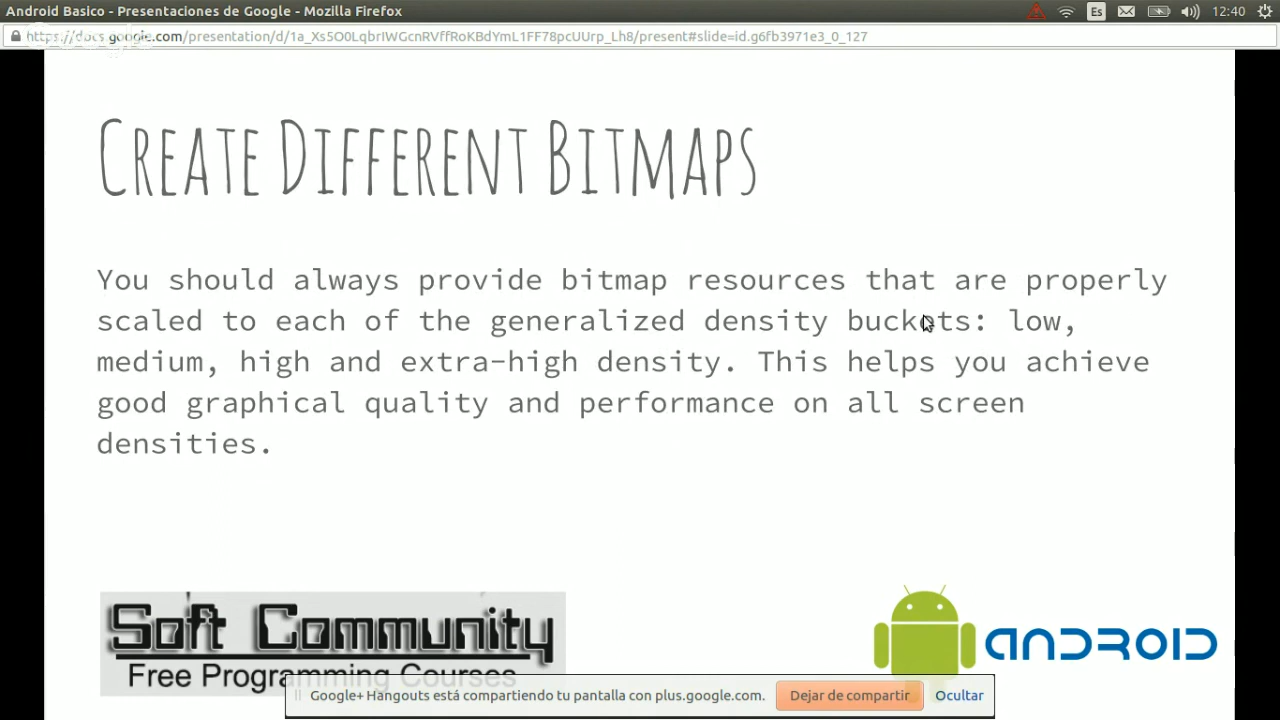 Android Basico - Presentaciones de Google - Mozilla Firefox
Es
12:40
https://docs.google.com/presentation/d/1a_Xs5O0LqbrIWGcnRVffRoKBdYmL1FF78pcUUrp_Lh8/present#slide=id.g6fb3971e3_0_127
Create Different Bitmaps
You should always provide bitmap resources that are properly
scaled to each of the generalized density buckets: low,
medium, high and extra-high density. This helps you achieve
good graphical quality and performance on all screen
densities.
Soft Community
Free Programming Courses
ANDROID
Google+ Hangouts está compartiendo tu pantalla con plus.google.com.
Dejar de compartir
Ocultar